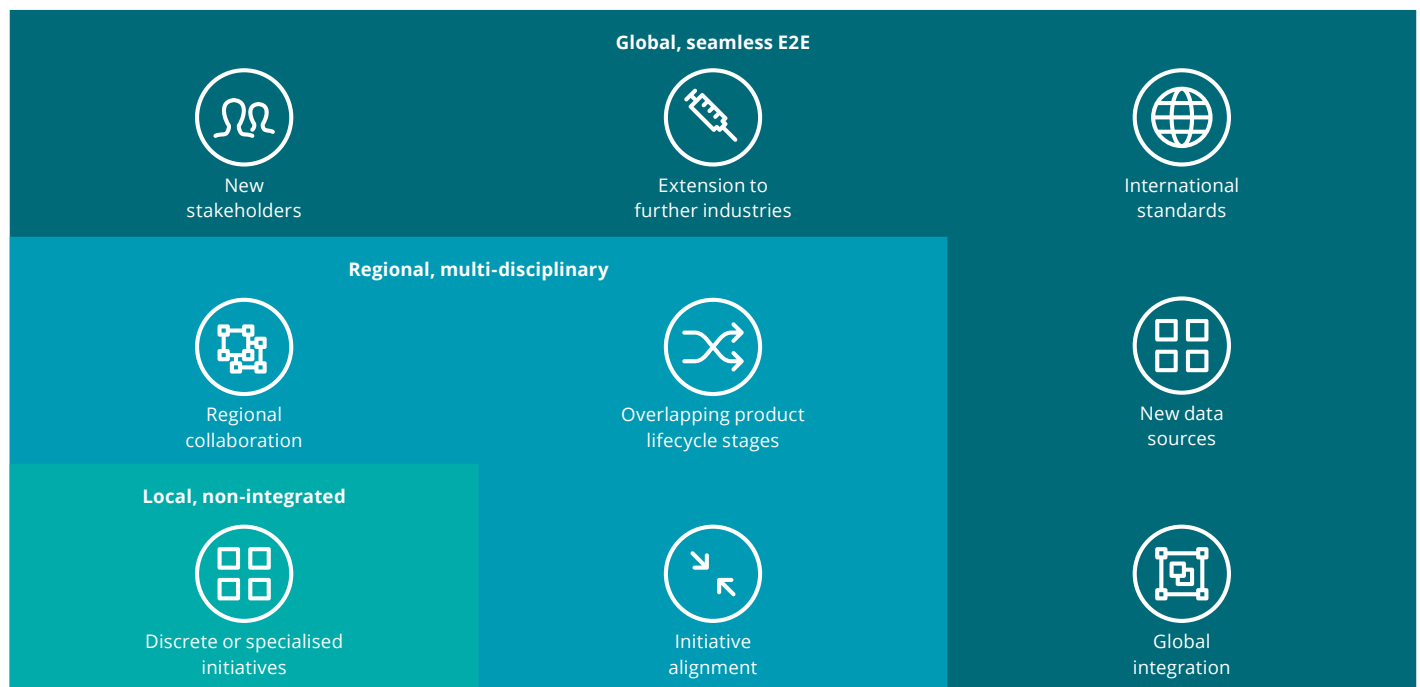 Global, seamless E2E
New
stakeholders
Extension to
further industries
International
standards
Regional, multi-disciplinary
Regional
collaboration
Overlapping product
lifecycle stages
New data
sources
Local, non-integrated
Discrete or specialised
initiatives
Initiative
alignment
Global
integration